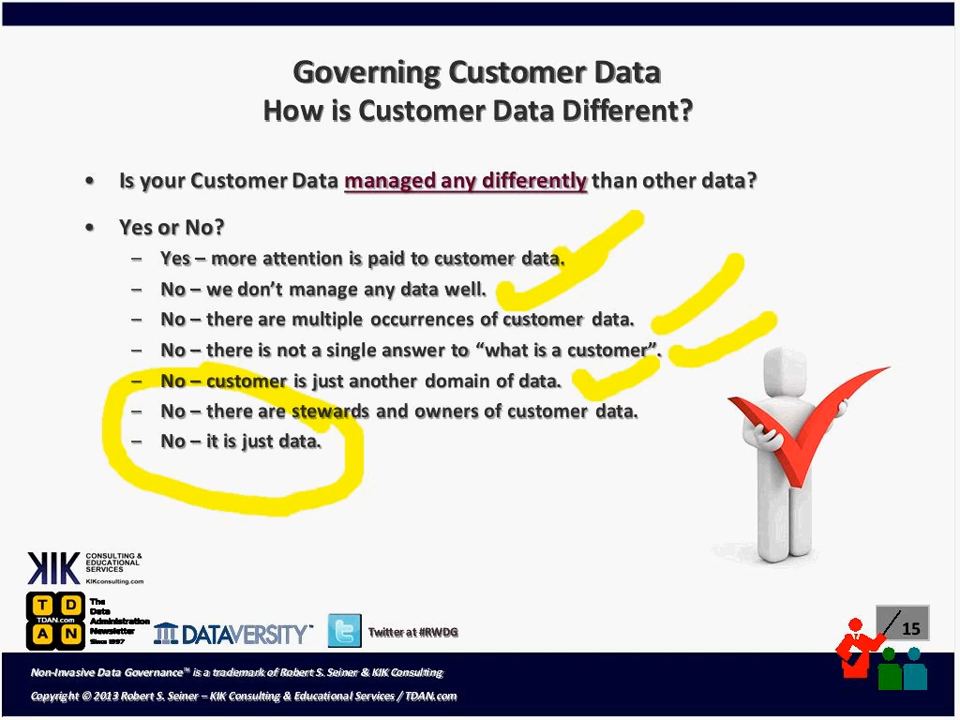 Governing Customer Data
How is Customer Data Different?
• Is your Customer Data managed any differently than other data?
• Yes or No?
– Yes – more attention is paid to customer data.
– No – we don't manage any data well.
– No – there are multiple occurrences of customer data.
– No – there is not a single answer to “what is a customer”.
– No – customer is just another domain of data.
– No – there are stewards and owners of customer data.
– No – it is just data.
KIK CONSULTING &
EDUCATIONAL
SERVICES
KIKconsulting.com
T D
TDAN.com
A N
The
Data
Administration
Newsletter
Since 1997
DATAVERSITY™
Twitter at #RWDG
15
Non-Invasive Data Governance™ is a trademark of Robert S. Seiner & KIK Consulting
Copyright © 2013 Robert S. Seiner – KIK Consulting & Educational Services / TDAN.com